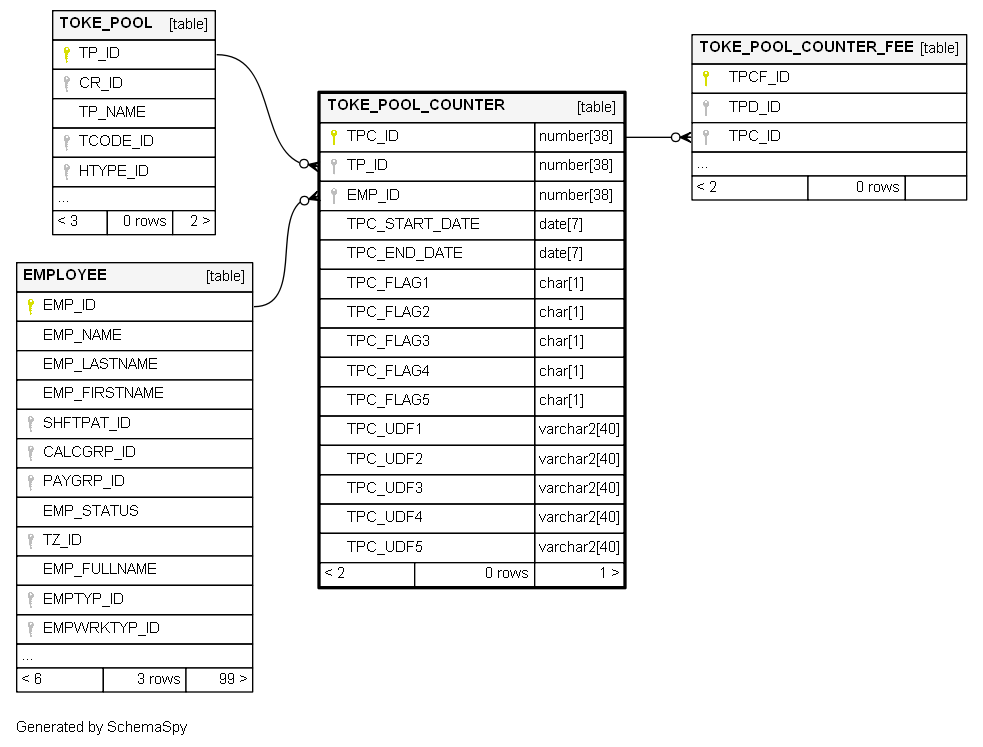 TOKE_POOL [table]
TP_ID
CR_ID
TP_NAME
TCODE_ID
HTYPE_ID
...
< 3 0 rows 2 >
EMPLOYEE [table]
EMP_ID
EMP_NAME
EMP_LASTNAME
EMP_FIRSTNAME
SHFTPAT_ID
CALCGRP_ID
PAYGRP_ID
EMP_STATUS
TZ_ID
EMP_FULLNAME
EMPTYP_ID
EMPWRKTYP_ID
...
< 6 3 rows 99 >
TOKE_POOL_COUNTER [table]
TPC_ID number[38]
TP_ID number[38]
EMP_ID number[38]
TPC_START_DATE date[7]
TPC_END_DATE date[7]
TPC_FLAG1 char[1]
TPC_FLAG2 char[1]
TPC_FLAG3 char[1]
TPC_FLAG4 char[1]
TPC_FLAG5 char[1]
TPC_UDF1 varchar2[40]
TPC_UDF2 varchar2[40]
TPC_UDF3 varchar2[40]
TPC_UDF4 varchar2[40]
TPC_UDF5 varchar2[40]
< 2 0 rows 1 >
TOKE_POOL_COUNTER_FEE [table]
TPCF_ID
TPD_ID
TPC_ID
...
< 2 0 rows
Generated by SchemaSpy